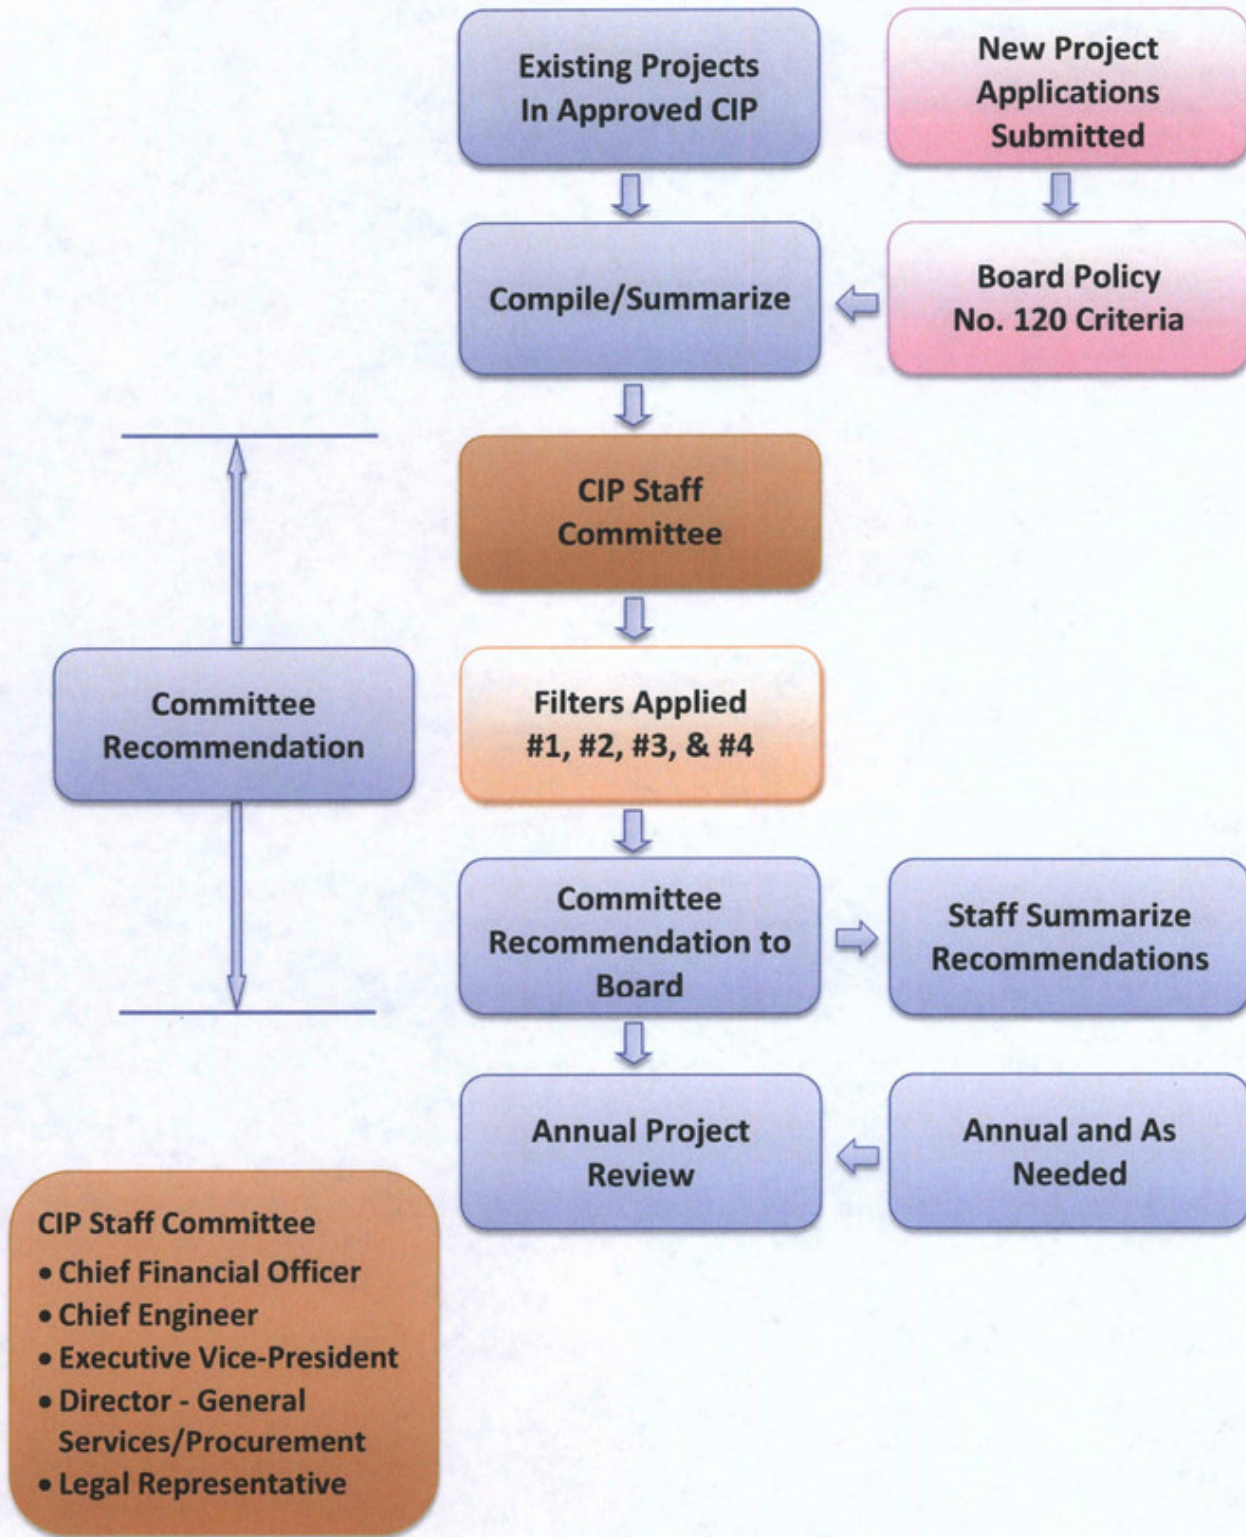 Existing Projects
In Approved CIP
New Project
Applications
Submitted
Compile/Summarize
Board Policy
No. 120 Criteria
CIP Staff
Committee
Committee
Recommendation
Filters Applied
#1, #2, #3, & #4
Committee
Recommendation to
Board
Staff Summarize
Recommendations
Annual Project
Review
Annual and As
Needed
CIP Staff Committee
• Chief Financial Officer
• Chief Engineer
• Executive Vice-President
• Director - General
Services/Procurement
• Legal Representative